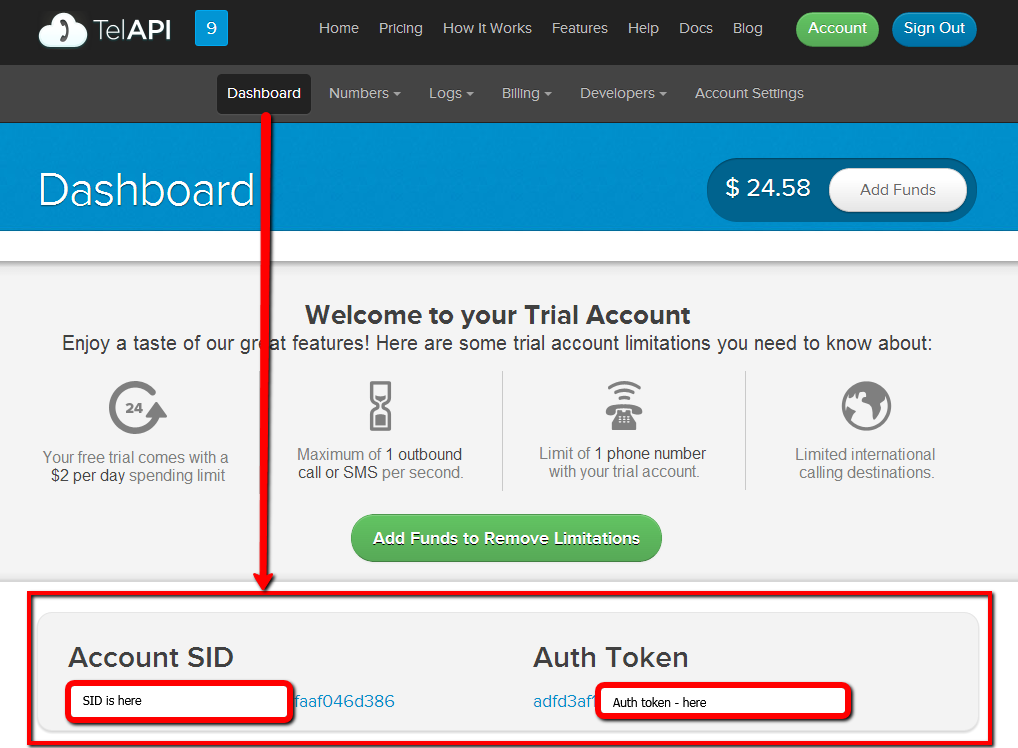 TelAPI 9 Home Pricing How It Works Features Help Docs Blog Account Sign Out
Dashboard Numbers Logs Billing Developers Account Settings
Dashboard $ 24.58 Add Funds
Welcome to your Trial Account
Enjoy a taste of our great features! Here are some trial account limitations you need to know about:
24
Your free trial comes with a
$2 per day spending limit
Maximum of 1 outbound
call or SMS per second.
Limit of 1 phone number
with your trial account.
Limited international
calling destinations.
Add Funds to Remove Limitations
Account SID
SID is here faaf046d386
Auth Token
adfd3af Auth token - here